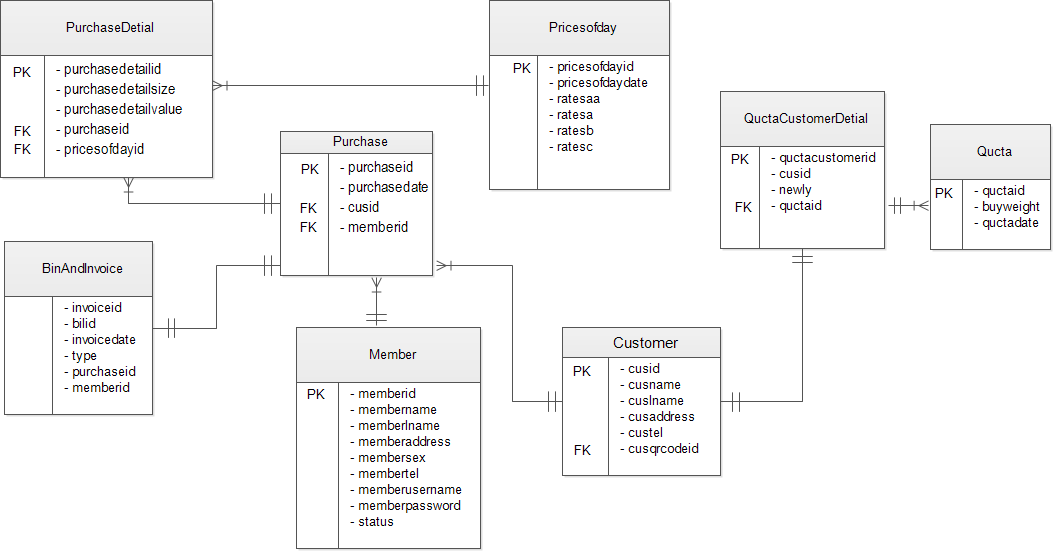 PurchaseDetial
PK
- purchasedetailid
- purchasedetailsize
- purchasedetailvalue
FK
- purchaseid
FK
- pricesofdayid
Pricesofday
PK
- pricesofdayid
- pricesofdaydate
- ratesaa
- ratesa
- ratesb
- ratesc
Purchase
PK
- purchaseid
- purchasedate
FK
- cusid
FK
- memberid
QuctaCustomerDetial
PK
- quctacustomerid
- cusid
- newly
FK
- quctaid
Qucta
PK
- quctaid
- buyweight
- quctadate
BinAndInvoice
- invoiceid
- bilid
- invoicedate
- type
- purchaseid
- memberid
Member
PK
- memberid
- membername
- memberlname
- memberaddress
- membersex
- membertel
- memberusername
- memberpassword
- status
Customer
PK
- cusid
- cusname
- cuslname
- cusaddress
- custel
FK
- cusqrcodeid